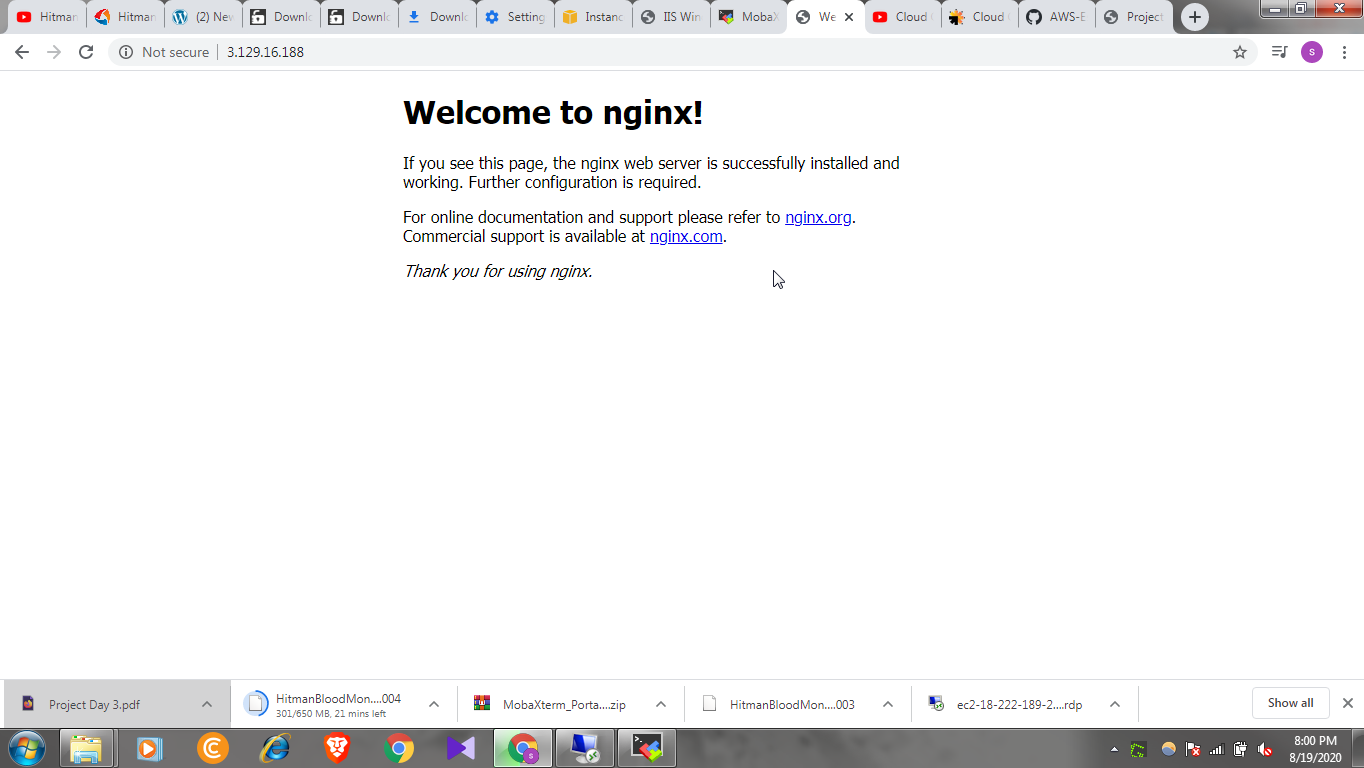 Hitman
Hitman
(2) New
Downlo
Downlo
Downlo
Setting
Instanc
IIS Win
MobaX
We
Cloud
Cloud
AWS-E
Project
Not secure
3.129.16.188
s
Welcome to nginx!
If you see this page, the nginx web server is successfully installed and
working. Further configuration is required.
For online documentation and support please refer to nginx.org.
Commercial support is available at nginx.com.
Thank you for using nginx.
Project Day 3.pdf
HitmanBloodMon....004
301/650 MB, 21 mins left
MobaXterm_Porta....zip
HitmanBloodMon....003
ec2-18-222-189-2....rdp
Show all
8:00 PM
8/19/2020